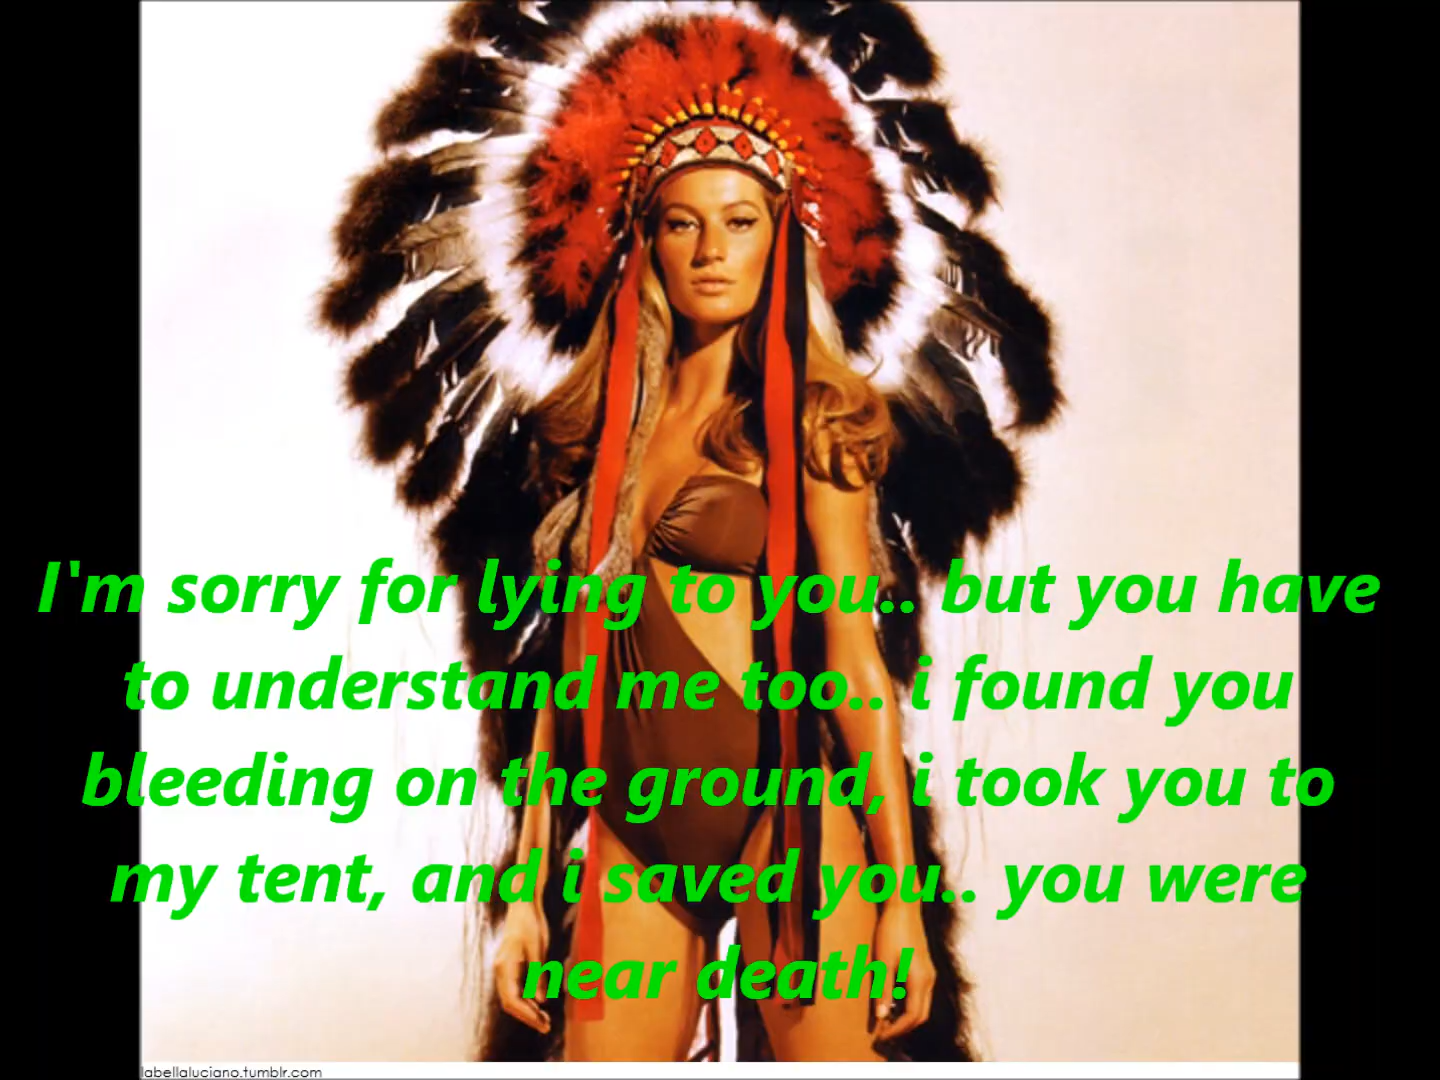 I'm sorry for lying to you.. but you have
to understand me too.. i found you
bleeding on the ground, i took you to
my tent, and i saved you.. you were
near death!
labellaluciano.tumblr.com